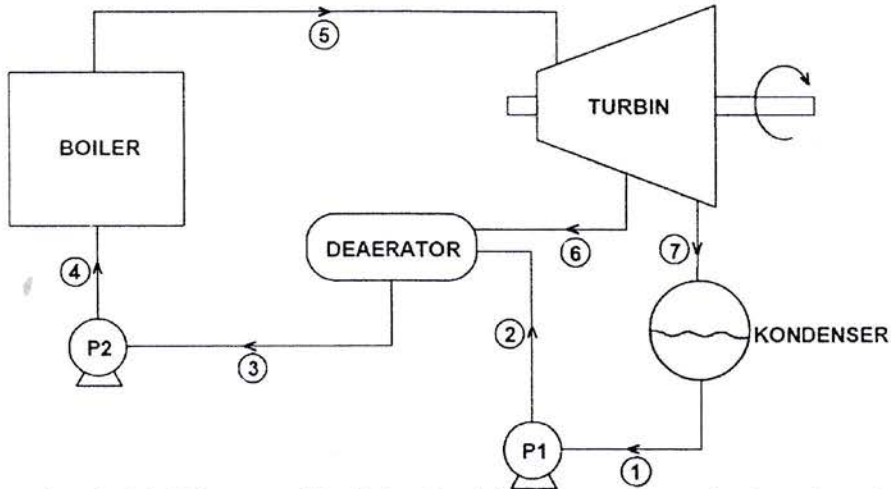 5
TURBIN
BOILER
DEAERATOR
6
7
4
2
KONDENSER
P2
3
P1
1